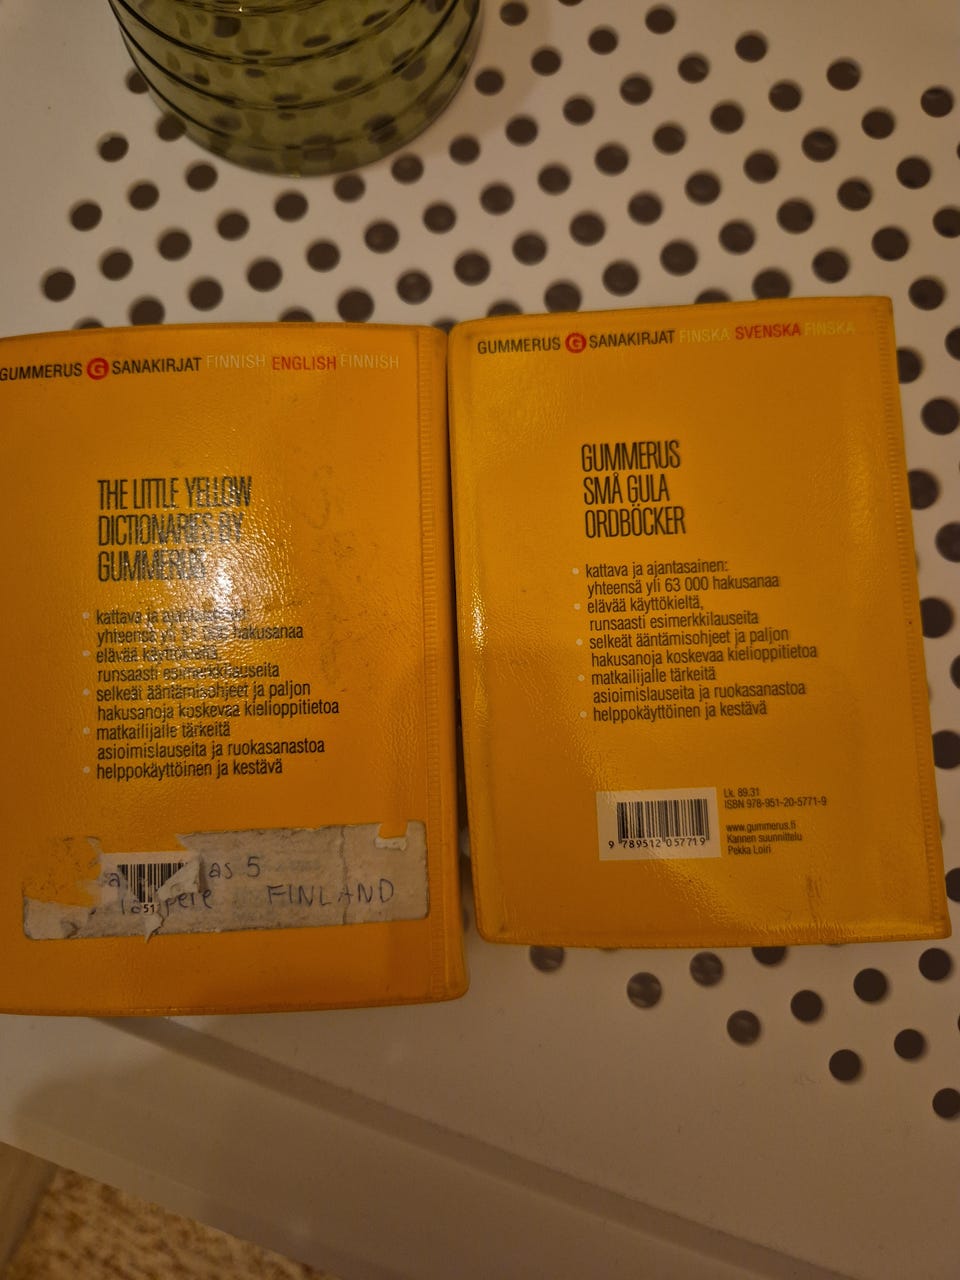 GUMMERUS G SANAKIRJAT FINNISH ENGLISH FINNISH
THE LITTLE YELLOW
DICTIONARIES BY
GUMMERUS
• kattava ja
yhteensä yli hakusanaa
• elävää käyttökieltä,
runsaasti esimerkkilauseita
• selkeät ääntämisohjeet ja paljon
hakusanoja koskevaa kielioppitietoa
• matkailijalle tärkeitä
asioimislauseita ja ruokasanastoa
• helppokäyttöinen ja kestävä
as 5
FINLAND
51
GUMMERUS G SANAKIRJAT FINSKA SVENSKA FINSKA
GUMMERUS
SMÅ GULA
ORDBÖCKER
• kattava ja ajantasainen:
yhteensä yli 63 000 hakusanaa
• elävää käyttökieltä,
runsaasti esimerkkilauseita
• selkeät ääntämisohjeet ja paljon
hakusanoja koskevaa kielioppitietoa
• matkailijalle tärkeitä
asioimislauseita ja ruokasanastoa
• helppokäyttöinen ja kestävä
Lk. 89.31
ISBN 978-951-20-5771-9
www.gummerus.fi
Kannen suunnittelu
Pekka Loiri
9 789512 057719